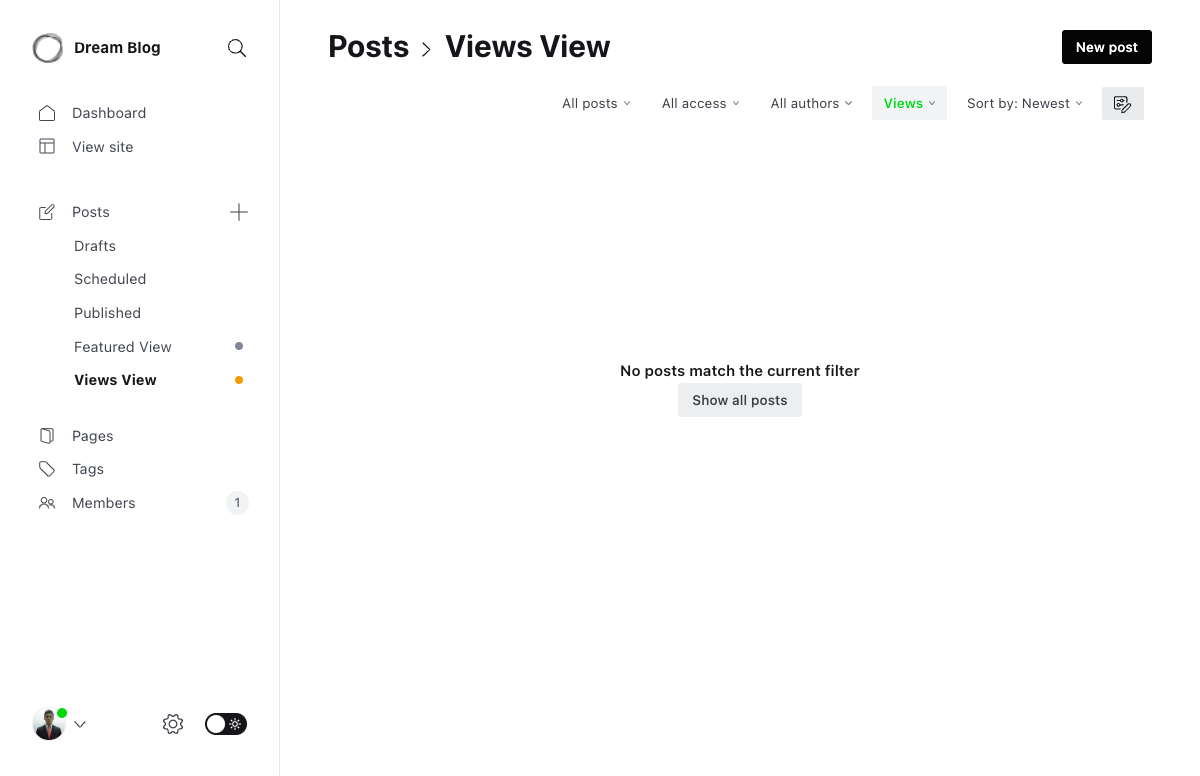 Dream Blog
Dashboard
View site
Posts
Drafts
Scheduled
Published
Featured View
Views View
Pages
Tags
Members 1
Posts > Views View
New post
All posts All access All authors Views Sort by: Newest
No posts match the current filter
Show all posts